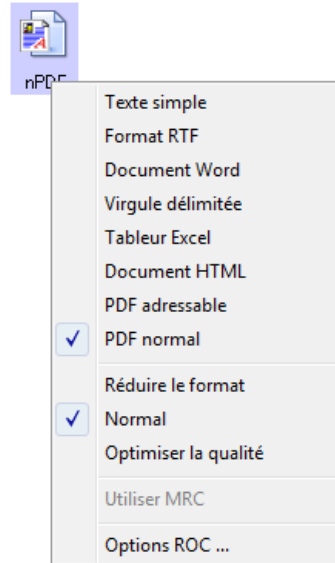 nPDF
Texte simple
Format RTF
Document Word
Virgule délimitée
Tableur Excel
Document HTML
PDF adressable
PDF normal
Réduire le format
Normal
Optimiser la qualité
Utiliser MRC
Options ROC ...